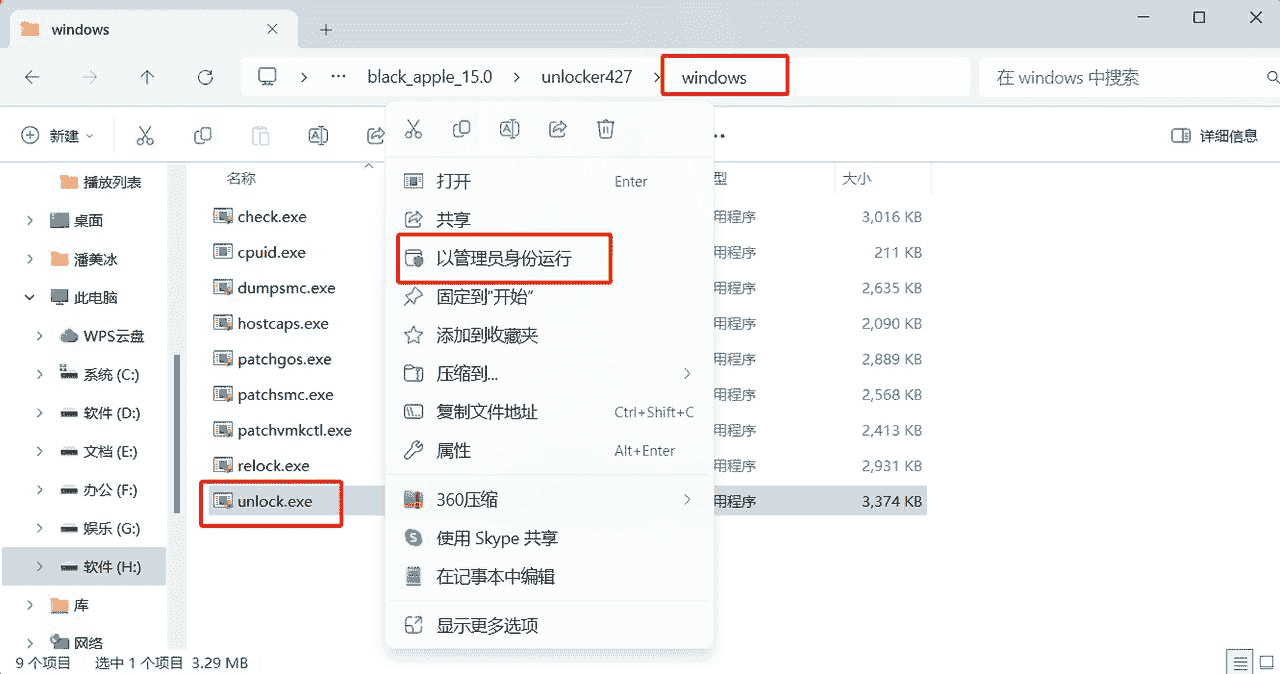 windows
black_apple_15.0 unlocker427 windows
在 windows 中搜索
新建
详细信息
名称
型
大小
播放列表
桌面
潘美冰
此电脑
WPS云盘
系统 (C:)
软件 (D:)
文档 (E:)
办公 (F:)
娱乐 (G:)
软件 (H:)
库
网络
check.exe 用程序 3,016 KB
cpuid.exe 用程序 211 KB
dumpsmc.exe 用程序 2,635 KB
hostcaps.exe 用程序 2,090 KB
patchgos.exe 用程序 2,889 KB
patchsmc.exe 用程序 2,568 KB
patchvmkctl.exe 用程序 2,413 KB
relock.exe 用程序 2,931 KB
unlock.exe 用程序 3,374 KB
打开 Enter
共享
以管理员身份运行
固定到"开始"
添加到收藏夹
压缩到...
复制文件地址 Ctrl+Shift+C
属性 Alt+Enter
360压缩
使用 Skype 共享
在记事本中编辑
显示更多选项
9 个项目 选中 1 个项目 3.29 MB